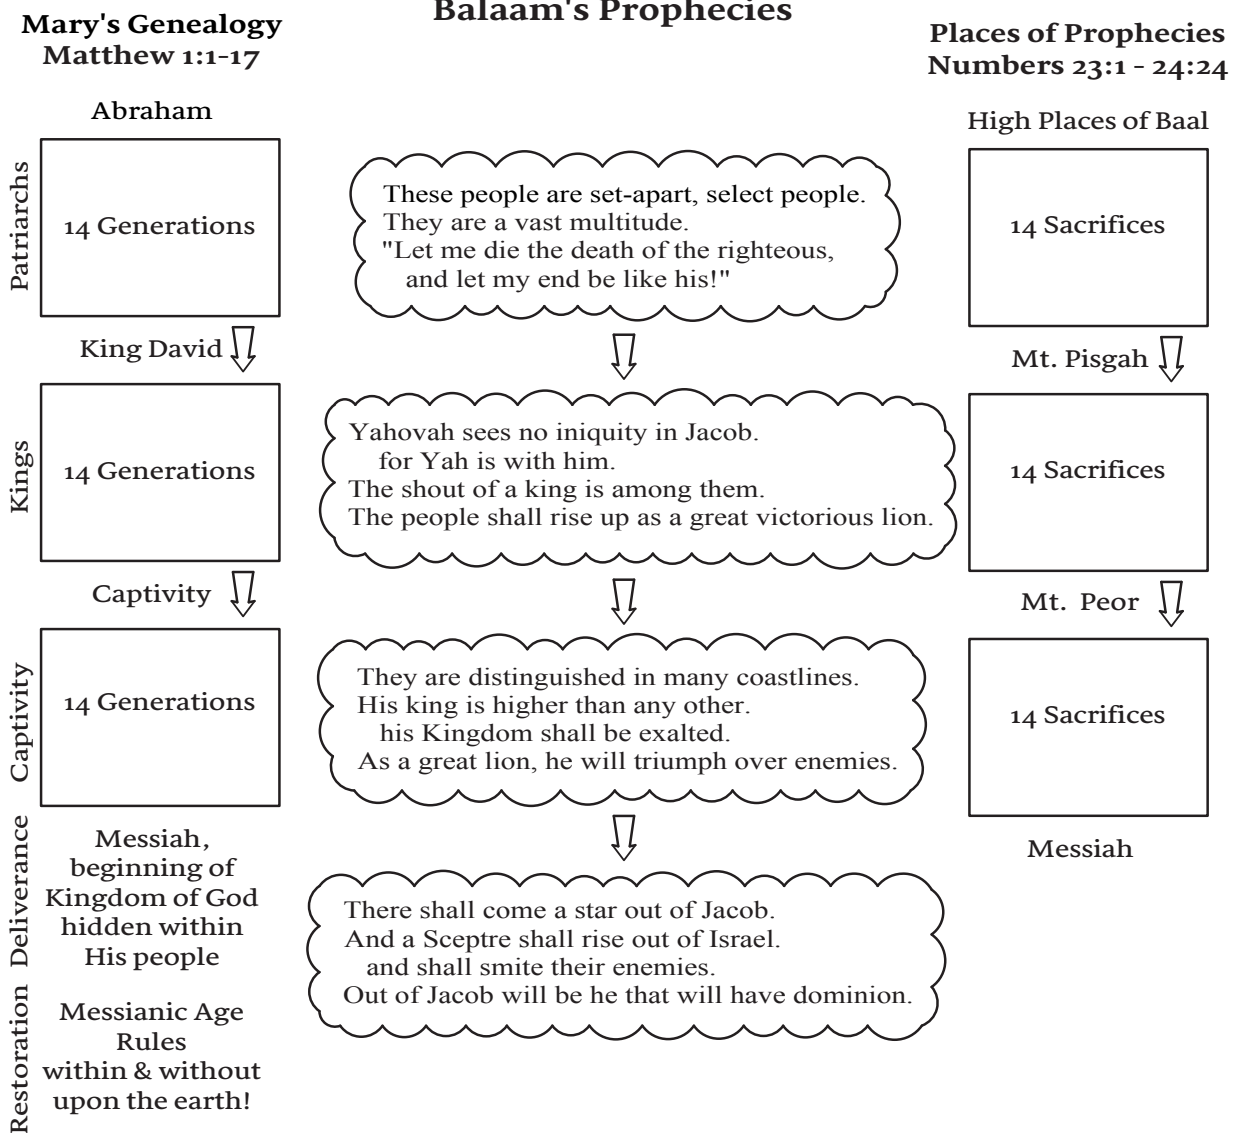 Balaam's Prophecies
Mary's Genealogy
Matthew 1:1-17
Abraham
Patriarchs
14 Generations
King David
Kings
14 Generations
Captivity
Captivity
14 Generations
Deliverance
Messiah,
beginning of
Kingdom of God
hidden within
His people
Restoration
Messianic Age
Rules
within & without
upon the earth!
These people are set-apart, select people.
They are a vast multitude.
"Let me die the death of the righteous,
and let my end be like his!"
Yahovah sees no iniquity in Jacob.
for Yah is with him.
The shout of a king is among them.
The people shall rise up as a great victorious lion.
They are distinguished in many coastlines.
His king is higher than any other.
his Kingdom shall be exalted.
As a great lion, he will triumph over enemies.
There shall come a star out of Jacob.
And a Sceptre shall rise out of Israel.
and shall smite their enemies.
Out of Jacob will be he that will have dominion.
Places of Prophecies
Numbers 23:1 - 24:24
High Places of Baal
14 Sacrifices
Mt. Pisgah
14 Sacrifices
Mt. Peor
14 Sacrifices
Messiah